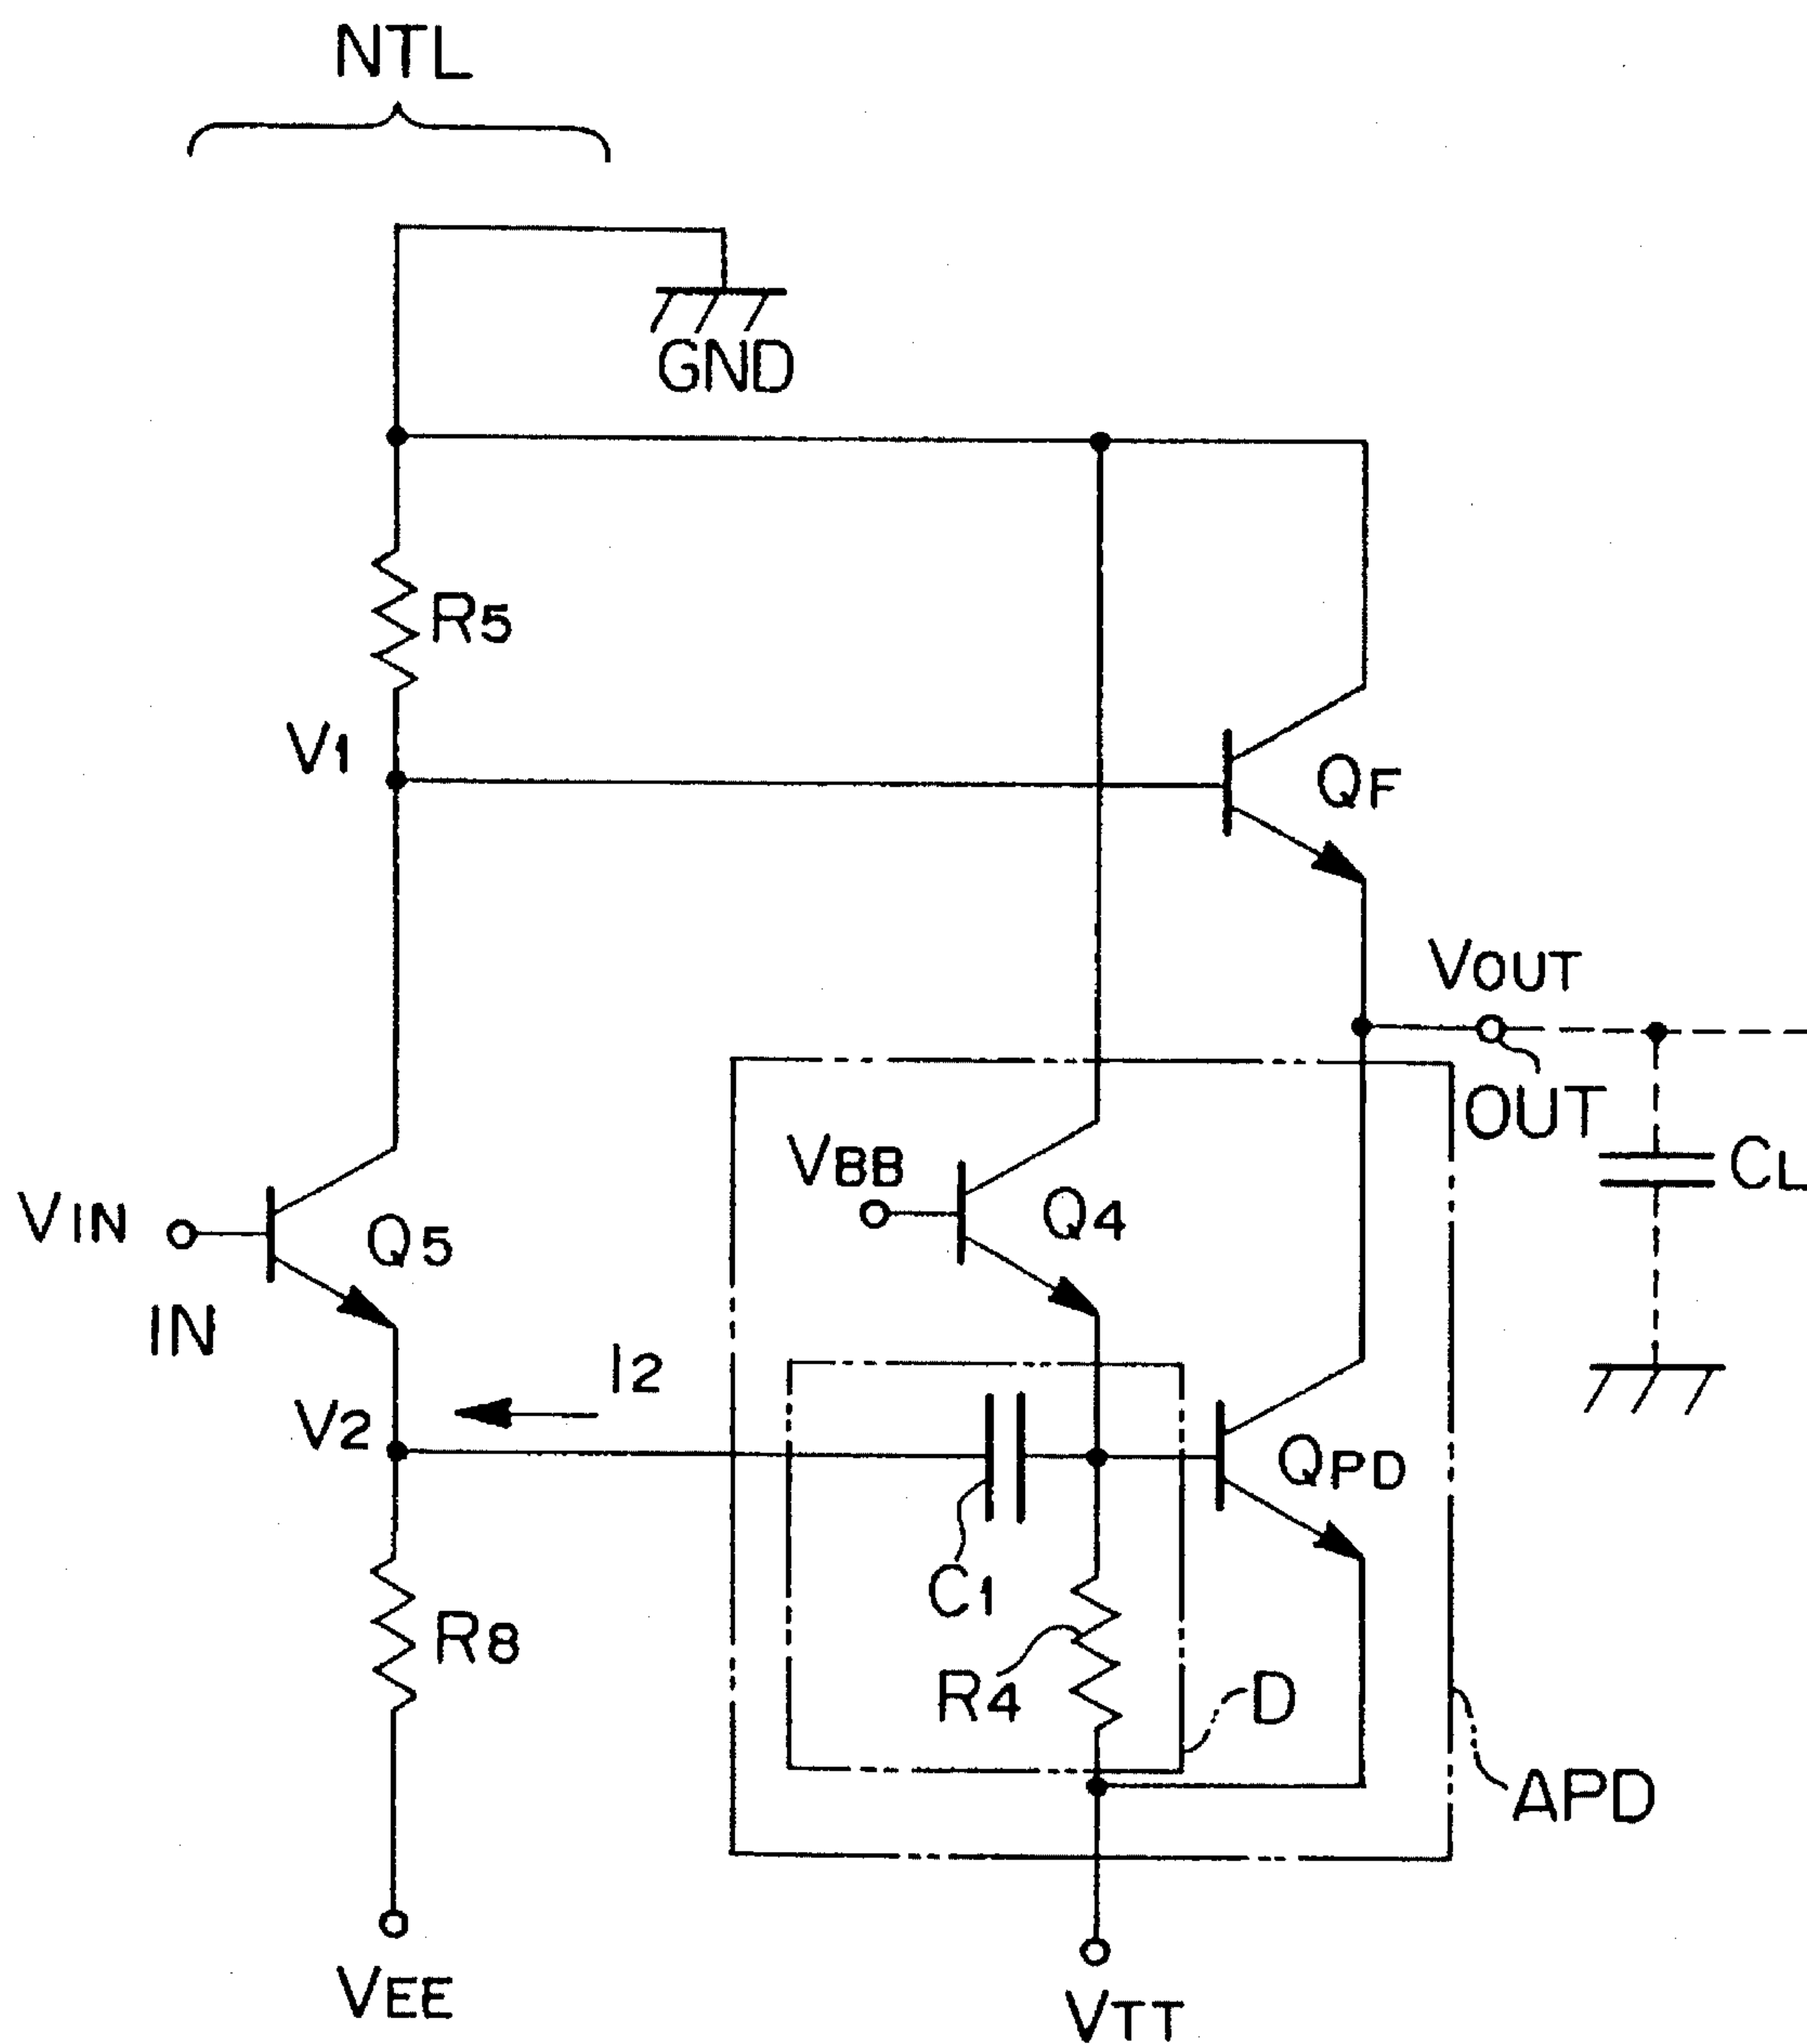 NTL
GND
R5
V1
QF
VOUT
OUT
VBB
CL
VIN
Q5
Q4
IN
I2
V2
QPD
C1
R8
R4
D
APD
VEE
VTT